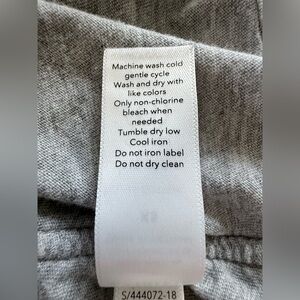 Machine wash cold
gentle cycle
Wash and dry with
like colors
Only non-chlorine
bleach when
needed
Tumble dry low
Cool iron
Do not iron label
Do not dry clean
S/444072-18